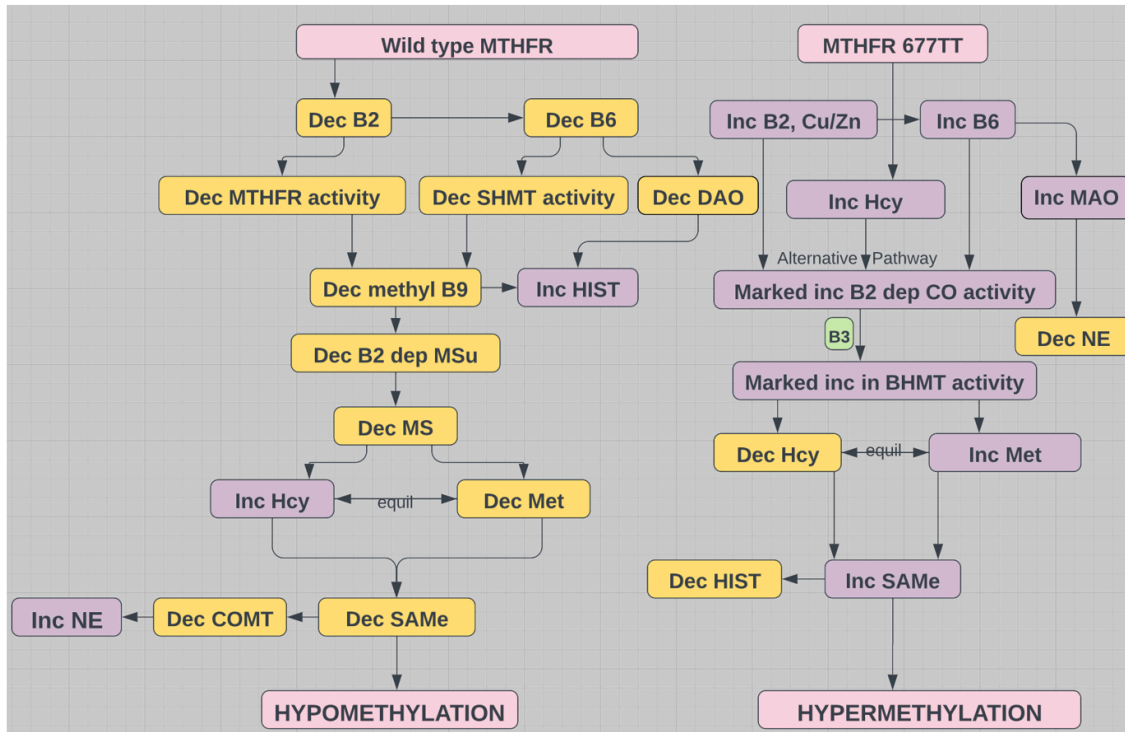 Wild type MTHFR
MTHFR 677TT
Dec B2
Dec B6
Inc B2, Cu/Zn
Inc B6
Dec MTHFR activity
Dec SHMT activity
Dec DAO
Inc Hcy
Inc MAO
Alternative Pathway
Dec methyl B9
Inc HIST
Marked inc B2 dep CO activity
B3
Dec NE
Dec B2 dep MSu
Marked inc in BHMT activity
Dec MS
Dec Hcy
equil
Inc Met
Inc Hcy
equil
Dec Met
Dec HIST
Inc SAMe
Inc NE
Dec COMT
Dec SAMe
HYPOMETHYLATION
HYPERMETHYLATION